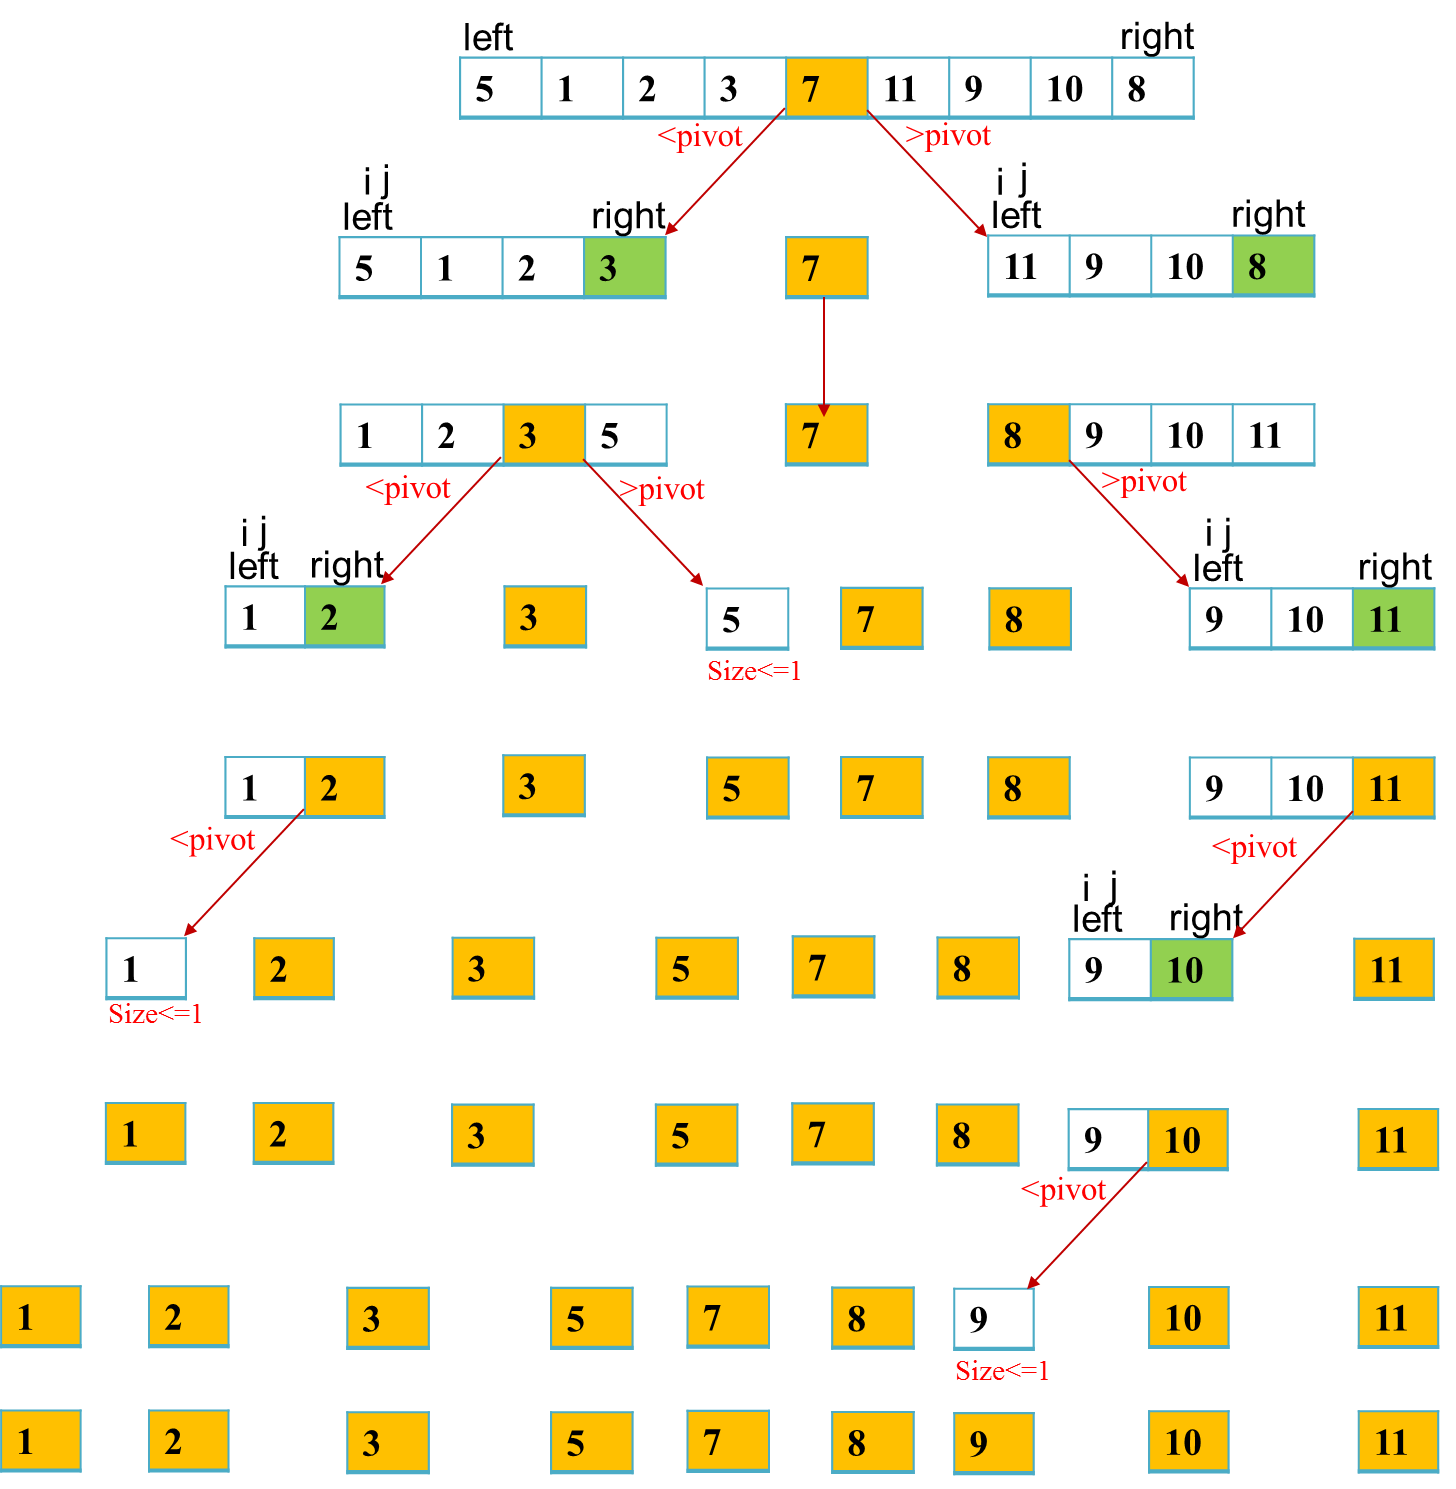 left right
5 1 2 3 7 11 9 10 8
<pivot >pivot
i j i j
left right left right
5 1 2 3 7 11 9 10 8
1 2 3 5 7 8 9 10 11
<pivot >pivot >pivot
i j i j
left right left right
1 2 3 5 7 8 9 10 11
Size<=1
1 2 3 5 7 8 9 10 11
<pivot <pivot
i j
left right
1 2 3 5 7 8 9 10 11
Size<=1
1 2 3 5 7 8 9 10 11
<pivot
1 2 3 5 7 8 9 10 11
Size<=1
1 2 3 5 7 8 9 10 11